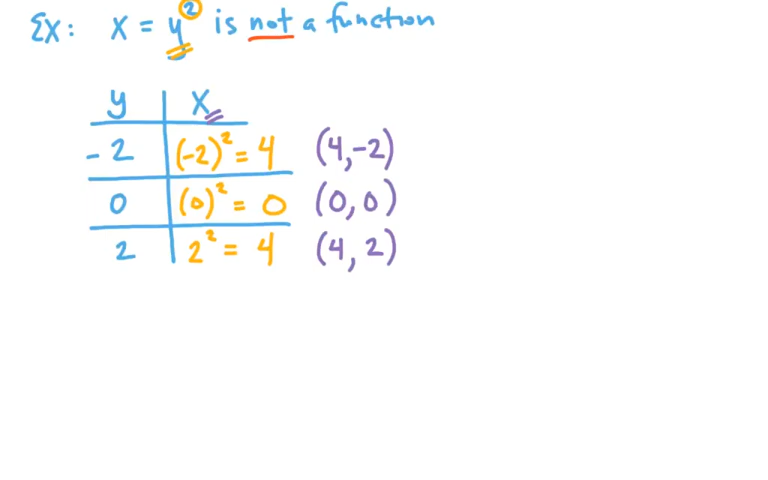 Ex: x = y² is not a function
y x
-2 (-2)² = 4 (4,-2)
0 (0)² = 0 (0,0)
2 2² = 4 (4,2)